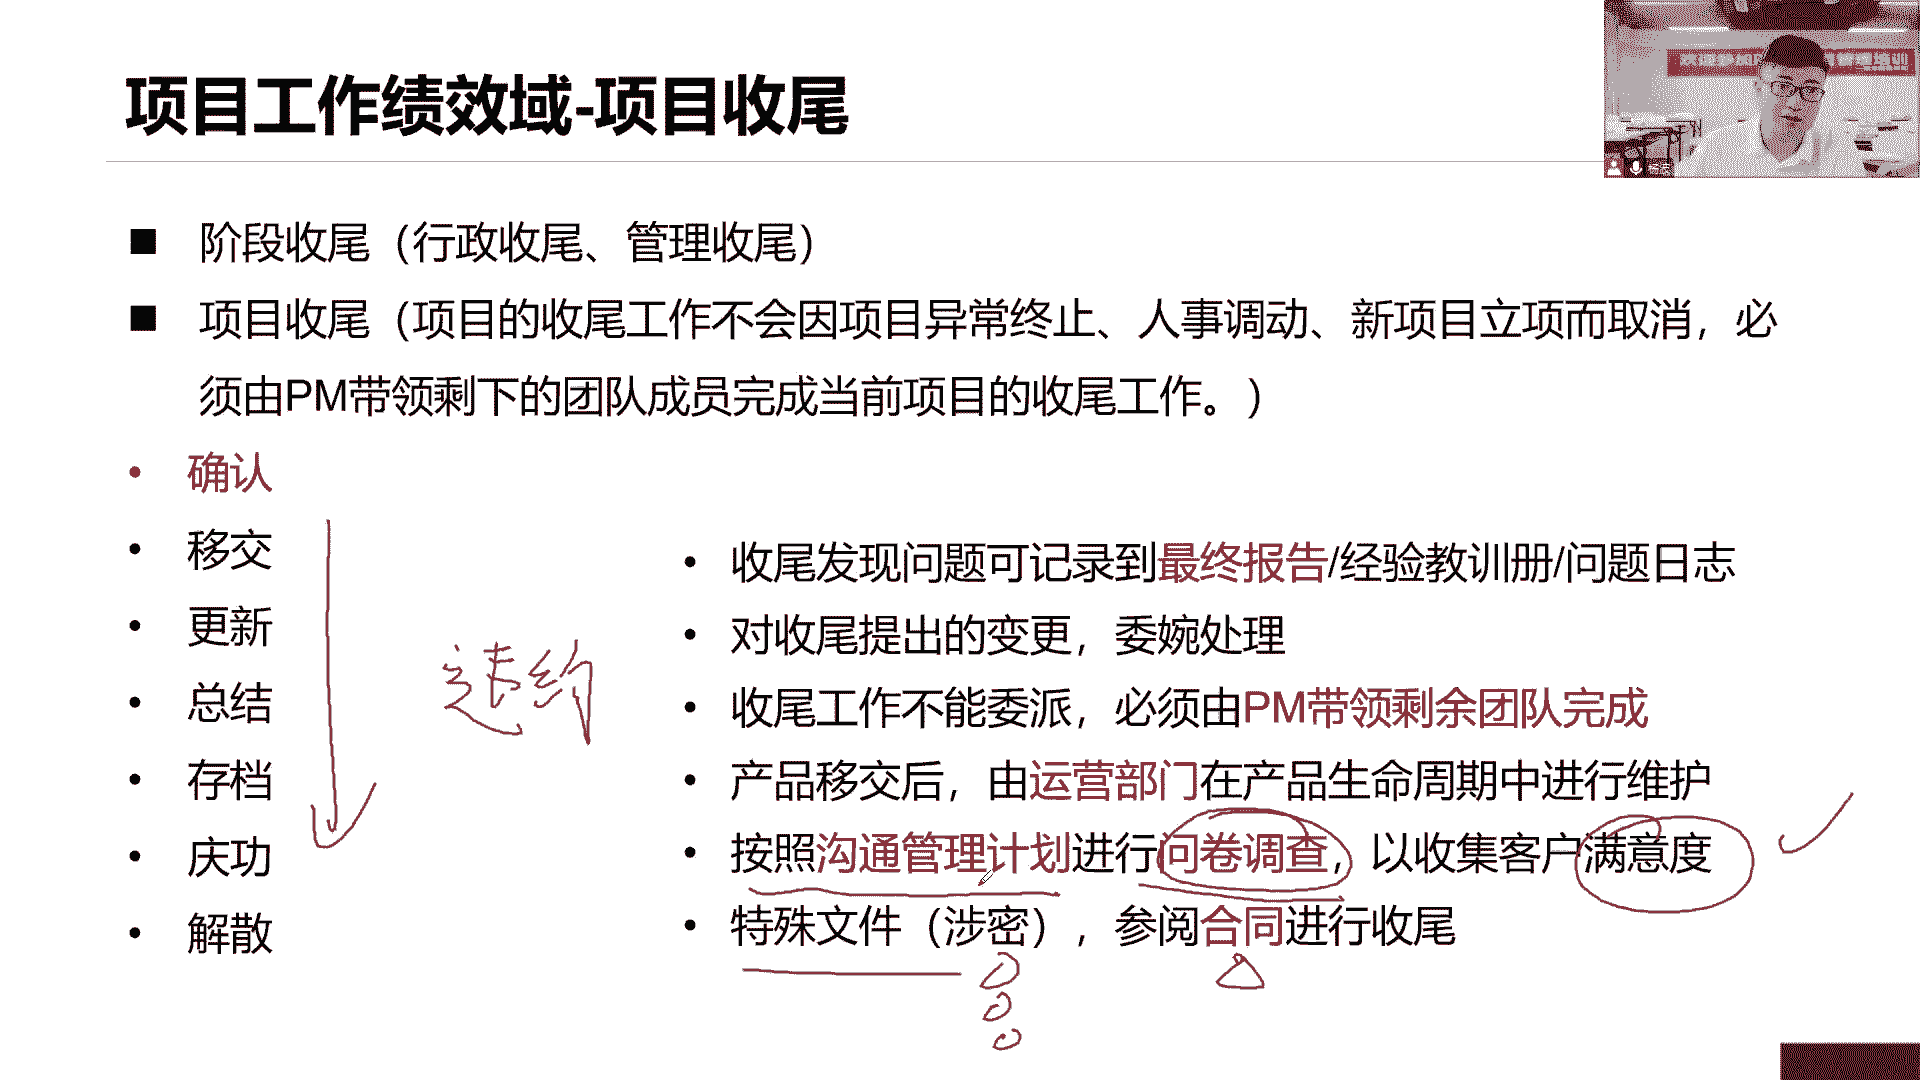 项目工作绩效域-项目收尾
■ 阶段收尾（行政收尾、管理收尾）
■ 项目收尾（项目的收尾工作不会因项目异常终止、人事调动、新项目立项而取消，必
须由PM带领剩下的团队成员完成当前项目的收尾工作。）
• 确认
• 移交
• 更新
• 总结
• 存档
• 庆功
• 解散
违约
• 收尾发现问题可记录到最终报告/经验教训册/问题日志
• 对收尾提出的变更，委婉处理
• 收尾工作不能委派，必须由PM带领剩余团队完成
• 产品移交后，由运营部门在产品生命周期中进行维护
• 按照沟通管理计划进行问卷调查，以收集客户满意度
• 特殊文件（涉密），参阅合同进行收尾